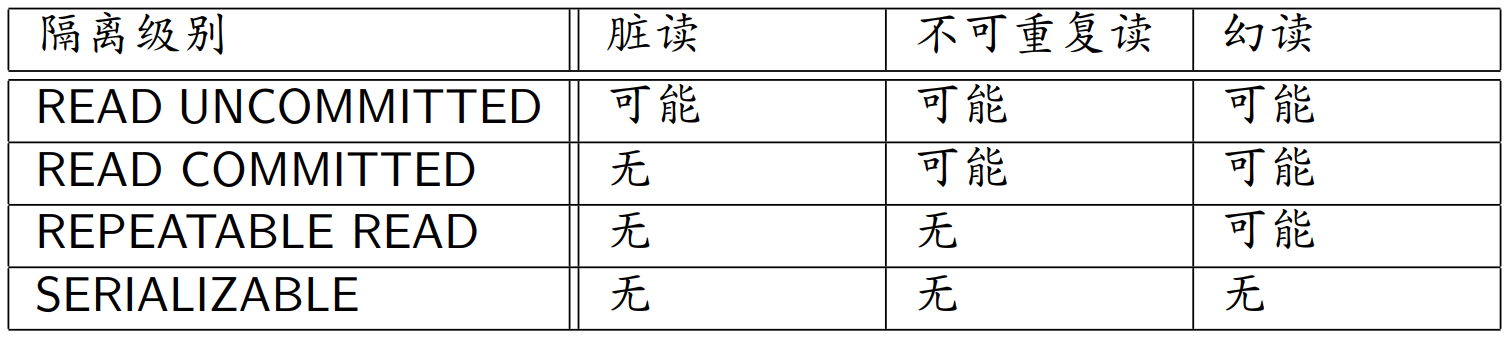 隔离级别 脏读 不可重复读 幻读
READ UNCOMMITTED 可能 可能 可能
READ COMMITTED 无 可能 可能
REPEATABLE READ 无 无 可能
SERIALIZABLE 无 无 无